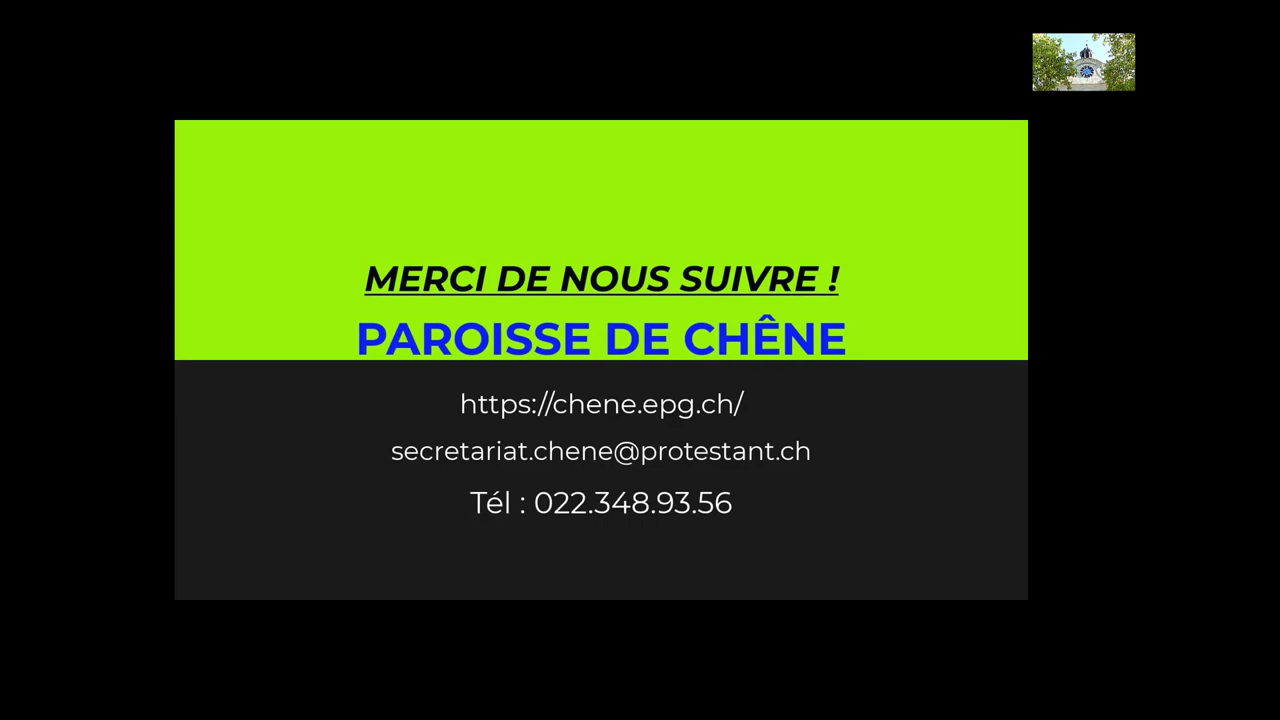 MERCI DE NOUS SUIVRE !
PAROISSE DE CHÊNE
https://chene.epg.ch/
secretariat.chene@protestant.ch
Tél : 022.348.93.56